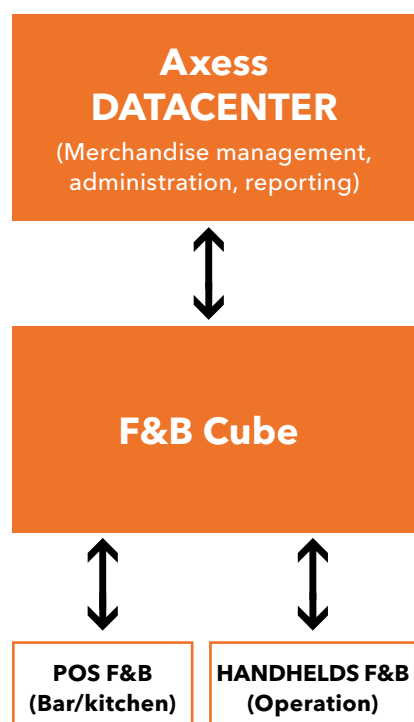 Axess
DATACENTER
(Merchandise management,
administration, reporting)
F&B Cube
POS F&B
(Bar/kitchen)
HANDHELDS F&B
(Operation)